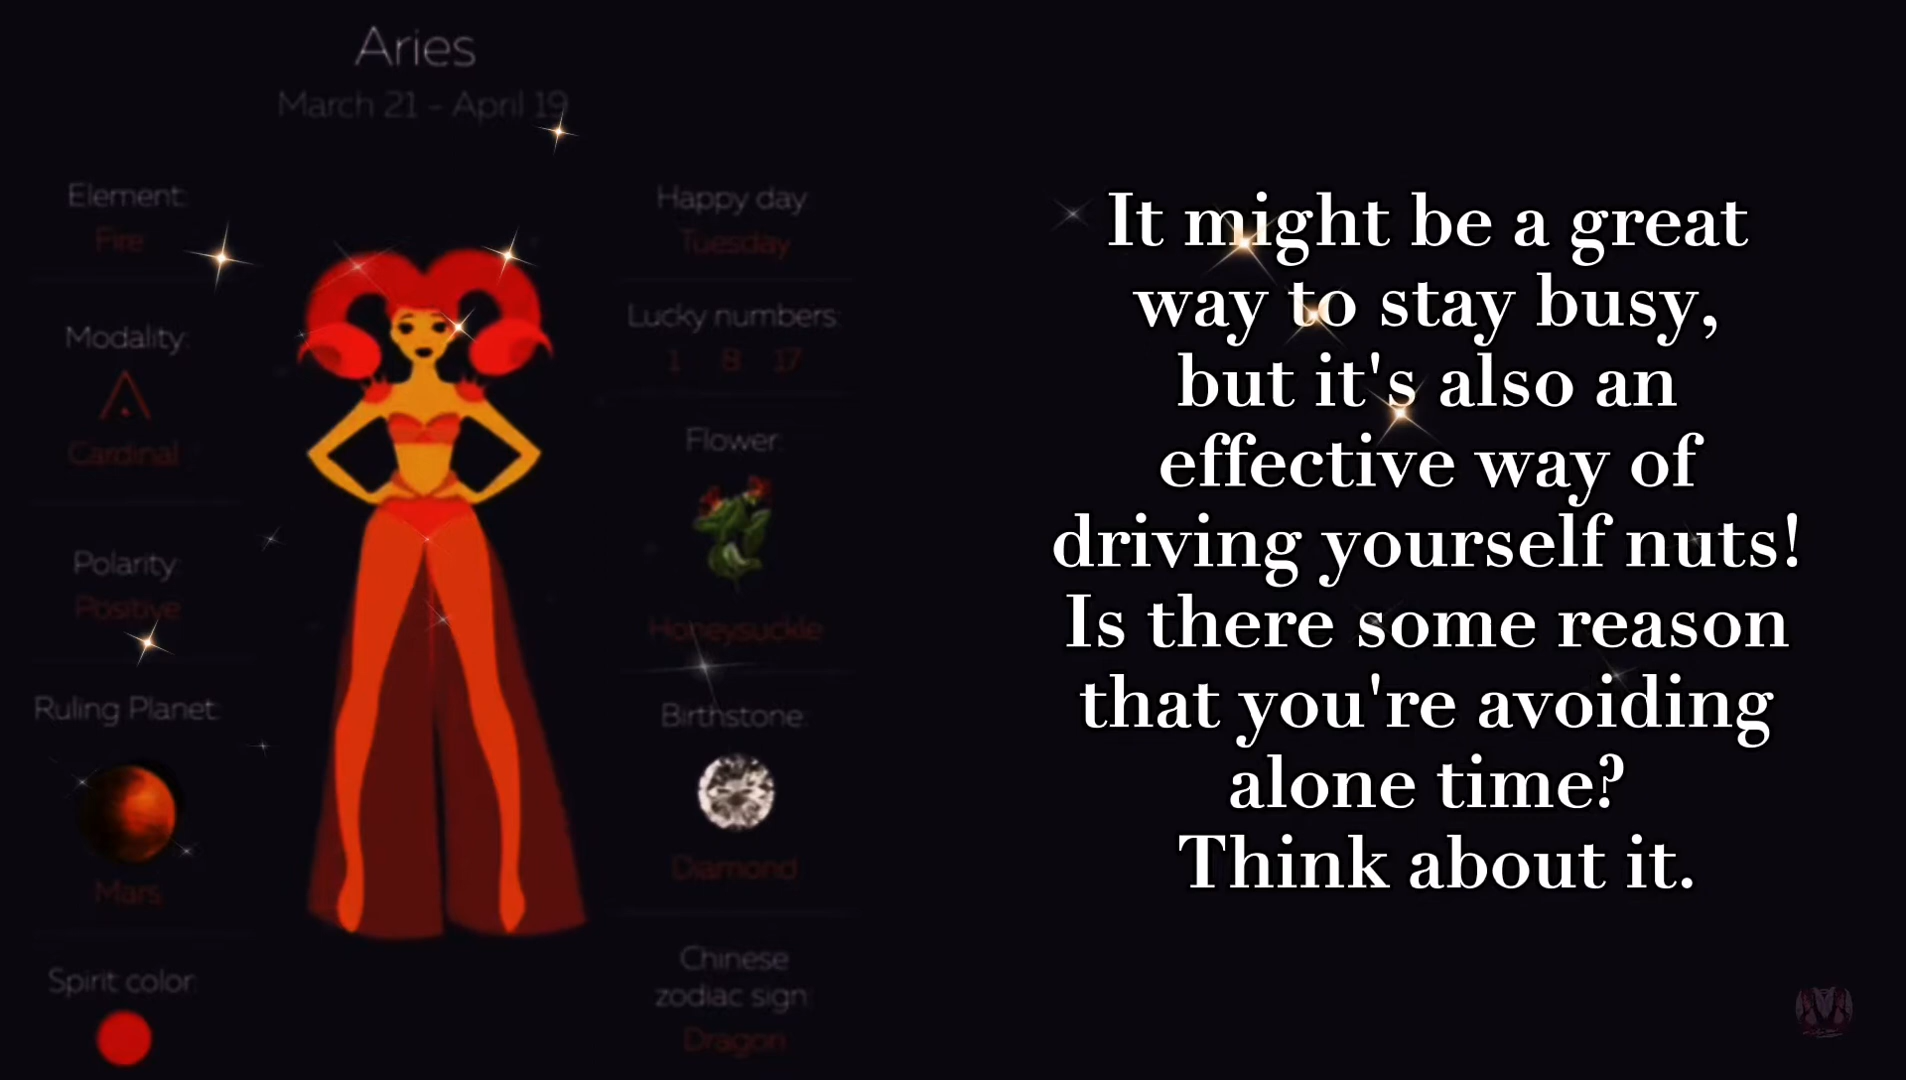 Aries
March 21 - April 19
Element:
Fire
Modality:
Cardinal
Polarity:
Positive
Ruling Planet:
Mars
Spirit color:
Happy day
Tuesday
Lucky numbers:
1 8 17
Flower:
Honeysuckle
Birthstone:
Diamond
Chinese
zodiac sign
Dragon
It might be a great
way to stay busy,
but it's also an
effective way of
driving yourself nuts!
Is there some reason
that you're avoiding
alone time?
Think about it.